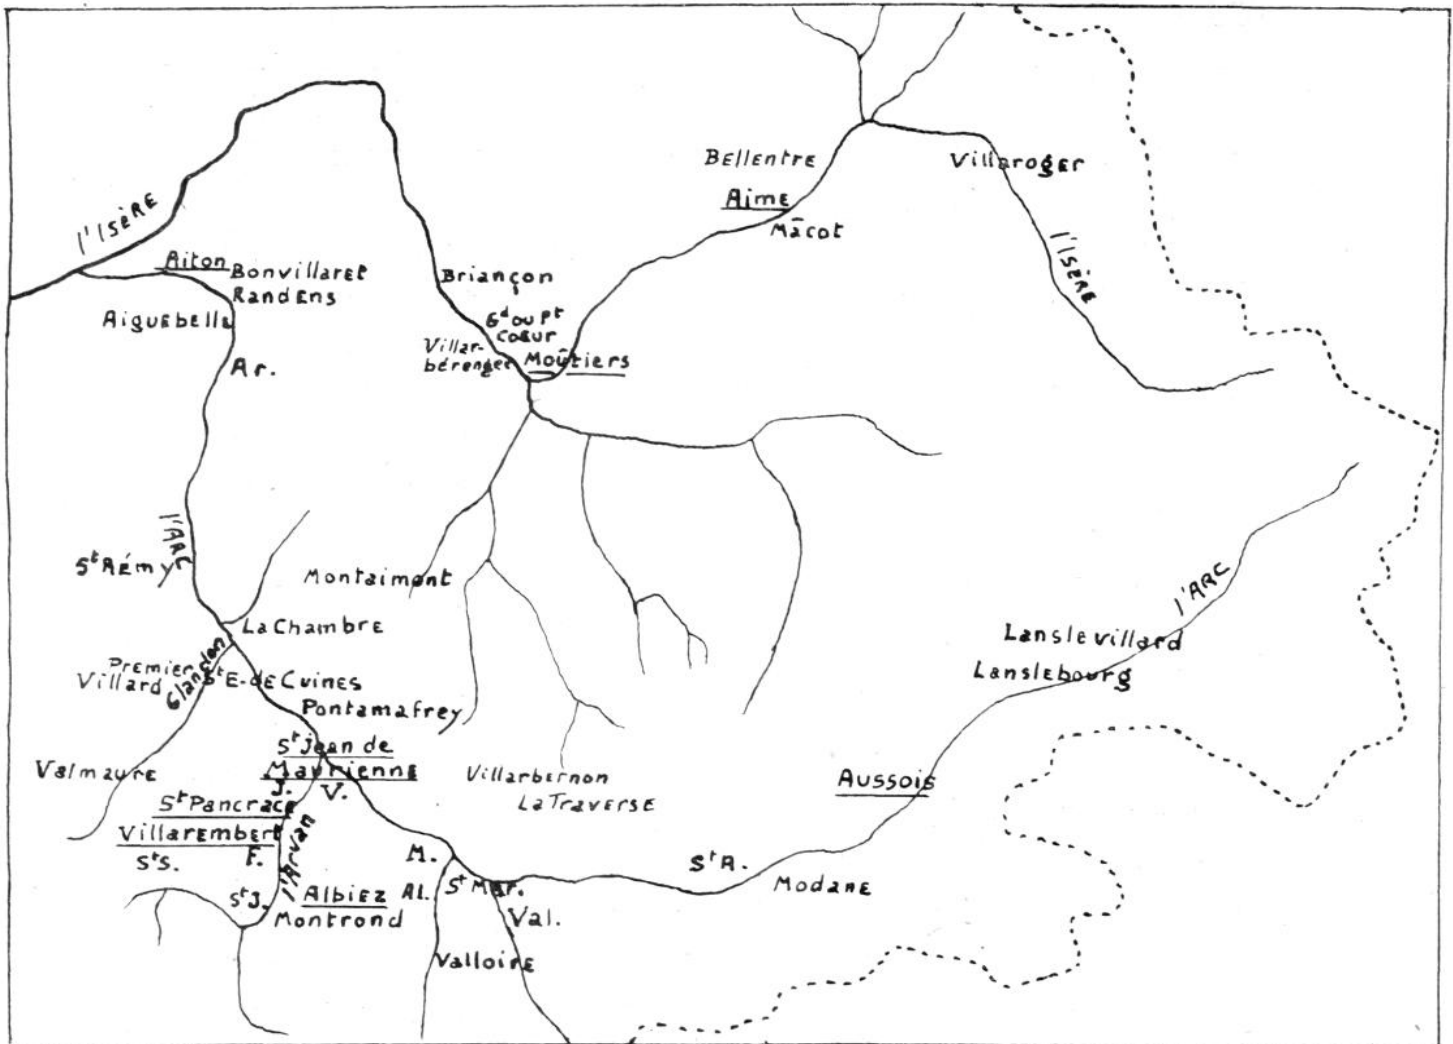 Bellentre
Villaroger
Aime
Mâcot
l'Isère
l'Isère
Aiton
Bonvillaret
Randens
Briançon
Aiguebelle
Gd ou Pt
Cœur
Villar-
bérenger
Moûtiers
Ar.
l'Arc
St Rémy
Montaimont
La Chambre
l'Arc
Lanslevillard
Lanslebourg
Premier
Villard
Glandon
St E-de Cuines
Pontamafrey
St Jean de
Maurienne
Valmaure
J.
V.
Villarbernon
La Traverse
Aussois
St Pancrace
Villarembert
l'Arvan
St S.
F.
M.
St A.
Modane
St J.
Albiez
Al.
St Mar.
Montrond
Val.
Valloire